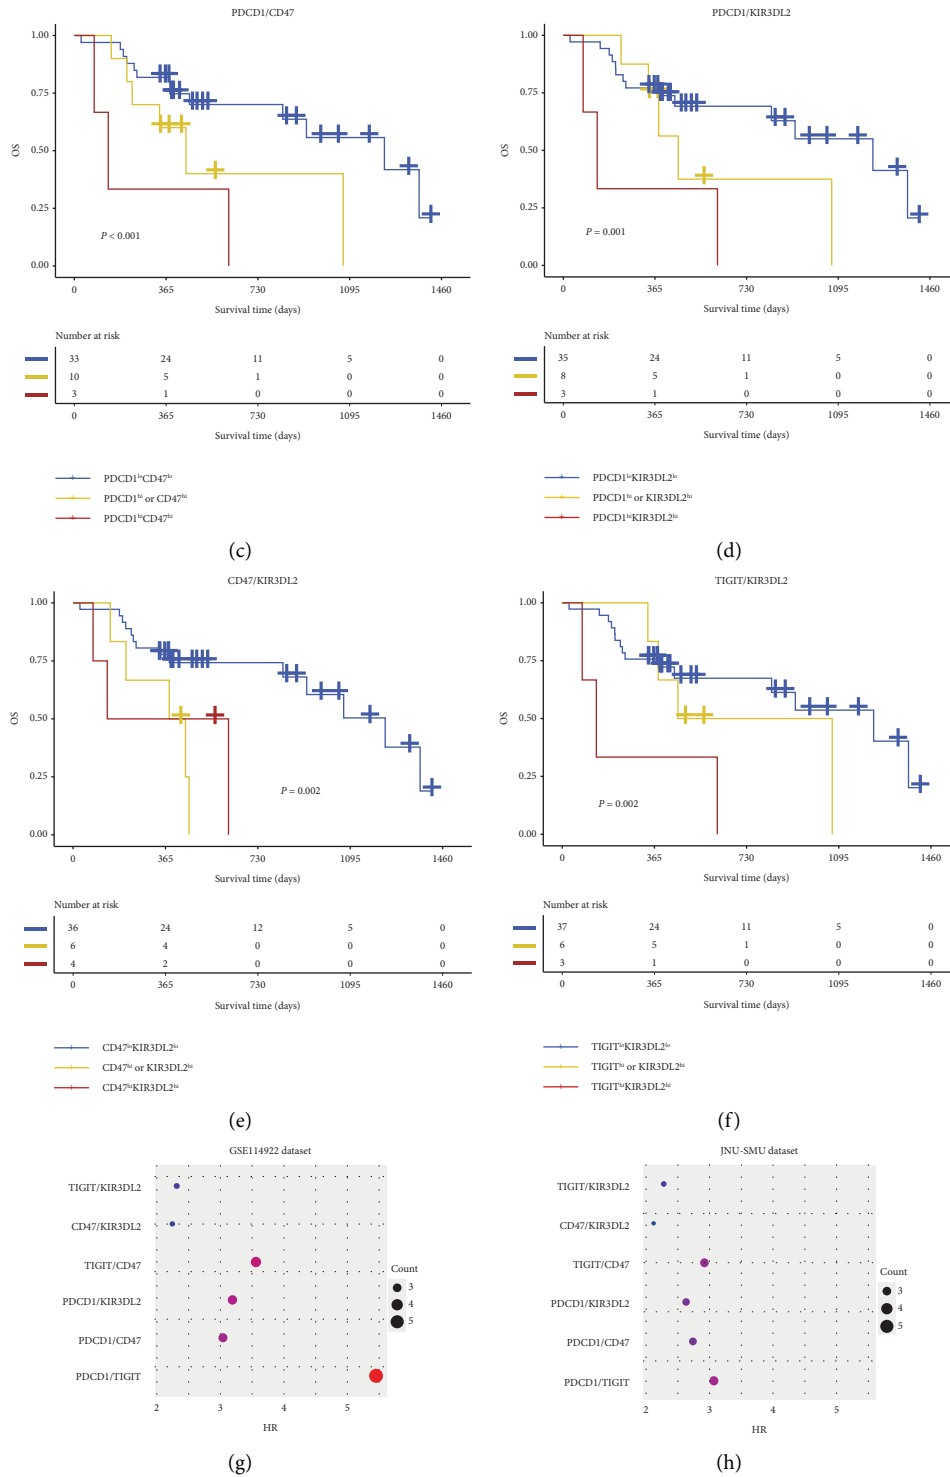 PDCD1/CD47
1.00
0.75
OS
0.50
0.25
P < 0.001
0.00
0 365 730 1095 1460
Survival time (days)
Number at risk
33 24 11 5 0
10 5 1 0 0
3 1 0 0 0
0 365 730 1095 1460
Survival time (days)
PDCD1ˡᵒCD47ˡᵒ
PDCD1ʰⁱ or CD47ʰⁱ
PDCD1ʰⁱCD47ʰⁱ
(c)
PDCD1/KIR3DL2
1.00
0.75
OS
0.50
0.25
P = 0.001
0.00
0 365 730 1095 1460
Survival time (days)
Number at risk
35 24 11 5 0
8 5 1 0 0
3 1 0 0 0
0 365 730 1095 1460
Survival time (days)
PDCD1ˡᵒKIR3DL2ˡᵒ
PDCD1ʰⁱ or KIR3DL2ʰⁱ
PDCD1ʰⁱKIR3DL2ʰⁱ
(d)
CD47/KIR3DL2
1.00
0.75
OS
0.50
0.25
P = 0.002
0.00
0 365 730 1095 1460
Survival time (days)
Number at risk
36 24 12 5 0
6 4 0 0 0
4 2 0 0 0
0 365 730 1095 1460
Survival time (days)
CD47ˡᵒKIR3DL2ˡᵒ
CD47ʰⁱ or KIR3DL2ʰⁱ
CD47ʰⁱKIR3DL2ʰⁱ
(e)
TIGIT/KIR3DL2
1.00
0.75
OS
0.50
0.25
P = 0.002
0.00
0 365 730 1095 1460
Survival time (days)
Number at risk
37 24 11 5 0
6 5 1 0 0
3 1 0 0 0
0 365 730 1095 1460
Survival time (days)
TIGITˡᵒKIR3DL2ˡᵒ
TIGITʰⁱ or KIR3DL2ʰⁱ
TIGITʰⁱKIR3DL2ʰⁱ
(f)
GSE114922 dataset
TIGIT/KIR3DL2
CD47/KIR3DL2
TIGIT/CD47
PDCD1/KIR3DL2
PDCD1/CD47
PDCD1/TIGIT
2 3 4 5
HR
Count
3
4
5
(g)
JNU-SMU dataset
TIGIT/KIR3DL2
CD47/KIR3DL2
TIGIT/CD47
PDCD1/KIR3DL2
PDCD1/CD47
PDCD1/TIGIT
2 3 4 5
HR
Count
3
4
5
(h)